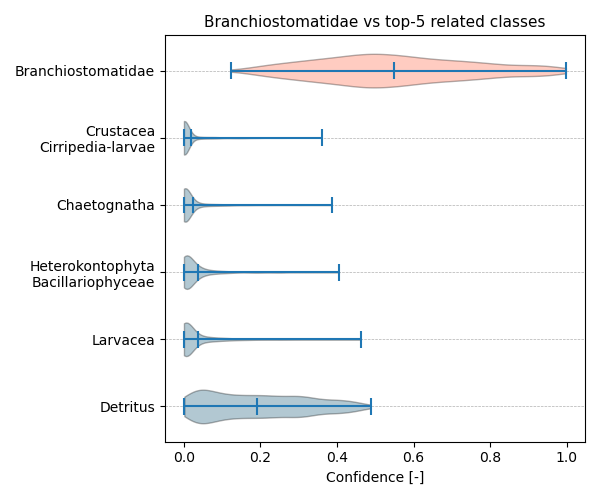 Branchiostomatidae vs top-5 related classes
Branchiostomatidae
Crustacea
Cirripedia-larvae
Chaetognatha
Heterokontophyta
Bacillariophyceae
Larvacea
Detritus
0.0 0.2 0.4 0.6 0.8 1.0
Confidence [-]